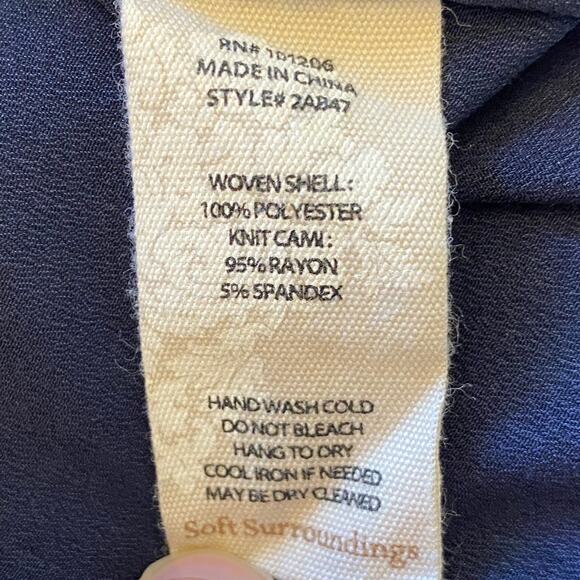 RN# 101206
MADE IN CHINA
STYLE# 2AB47
WOVEN SHELL:
100% POLYESTER
KNIT CAMI:
95% RAYON
5% SPANDEX
HAND WASH COLD
DO NOT BLEACH
HANG TO DRY
COOL IRON IF NEEDED
MAY BE DRY CLEANED
Soft Surroundings